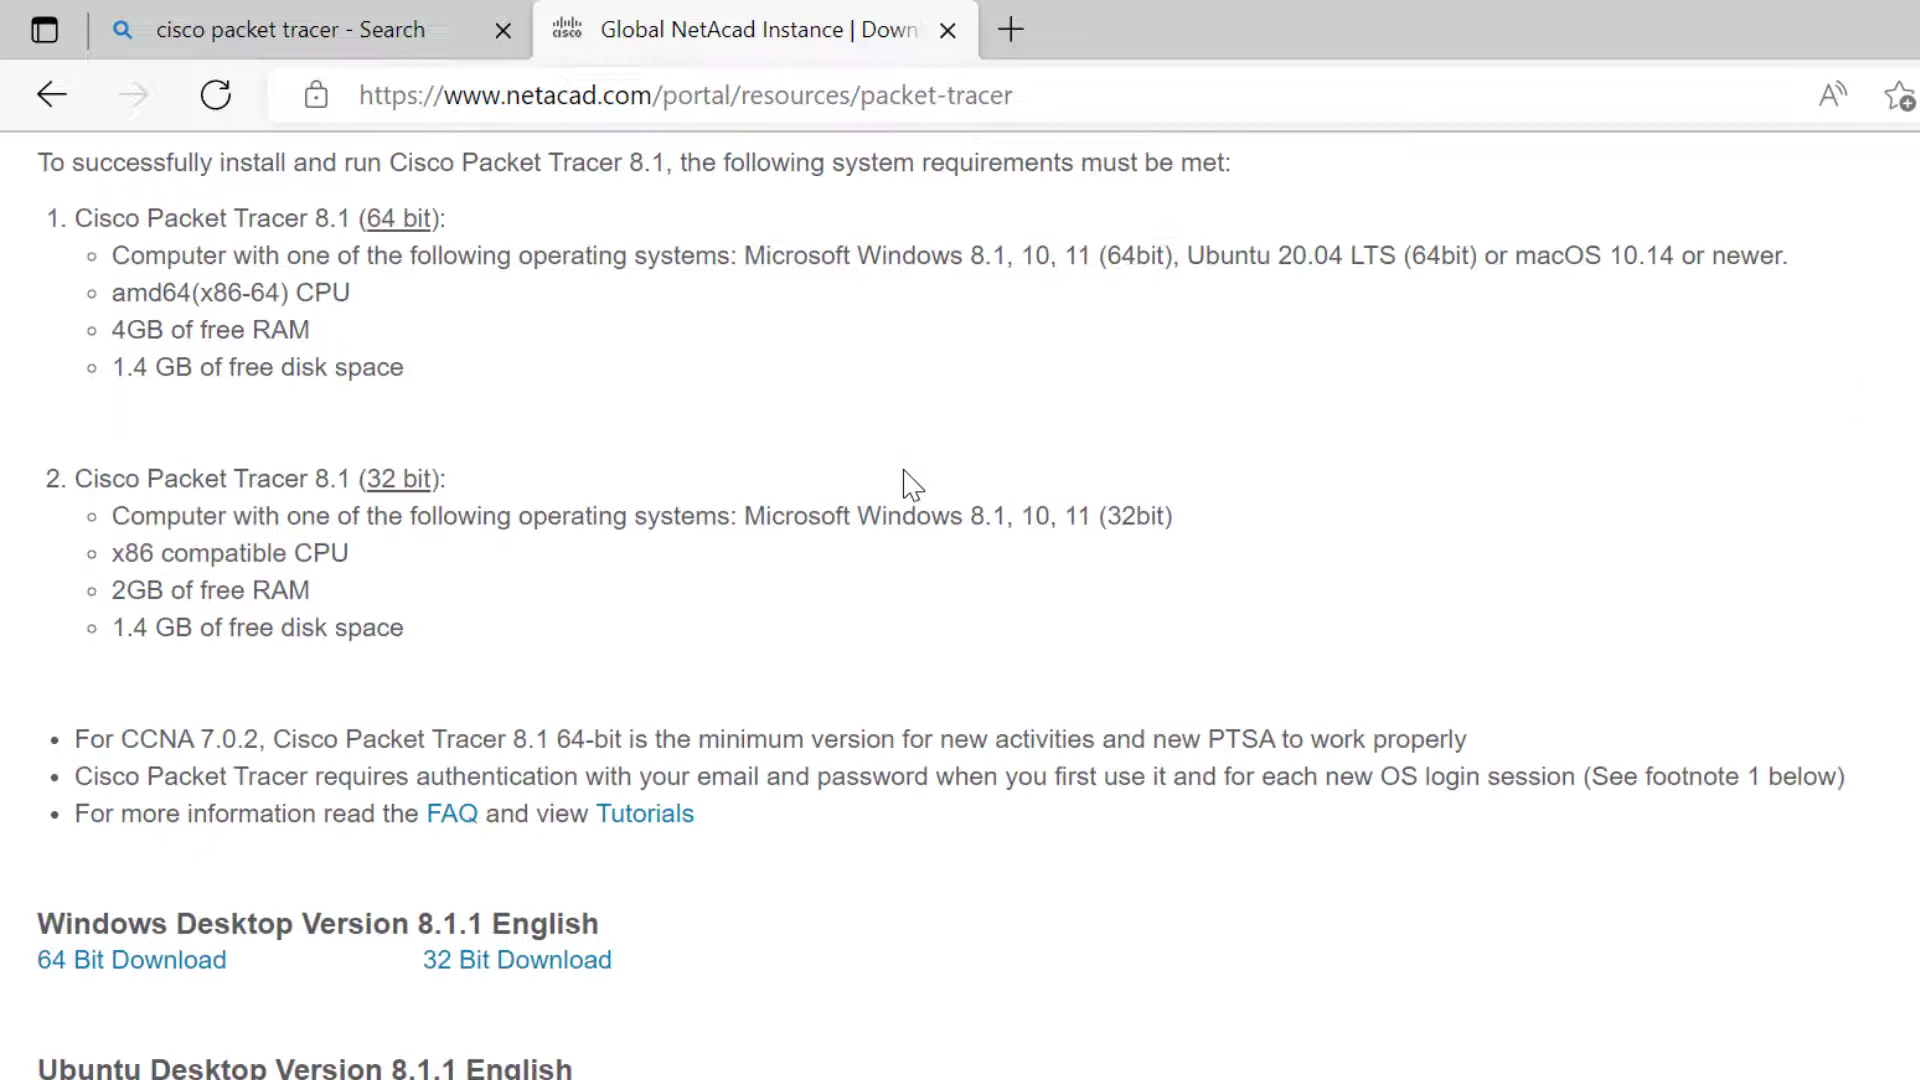 cisco packet tracer - Search
cisco
Global NetAcad Instance | Down
https://www.netacad.com/portal/resources/packet-tracer
To successfully install and run Cisco Packet Tracer 8.1, the following system requirements must be met:
1. Cisco Packet Tracer 8.1 (64 bit):
Computer with one of the following operating systems: Microsoft Windows 8.1, 10, 11 (64bit), Ubuntu 20.04 LTS (64bit) or macOS 10.14 or newer.
amd64(x86-64) CPU
4GB of free RAM
1.4 GB of free disk space
2. Cisco Packet Tracer 8.1 (32 bit):
Computer with one of the following operating systems: Microsoft Windows 8.1, 10, 11 (32bit)
x86 compatible CPU
2GB of free RAM
1.4 GB of free disk space
For CCNA 7.0.2, Cisco Packet Tracer 8.1 64-bit is the minimum version for new activities and new PTSA to work properly
Cisco Packet Tracer requires authentication with your email and password when you first use it and for each new OS login session (See footnote 1 below)
For more information read the FAQ and view Tutorials
Windows Desktop Version 8.1.1 English
64 Bit Download 32 Bit Download
Ubuntu Desktop Version 8.1.1 English